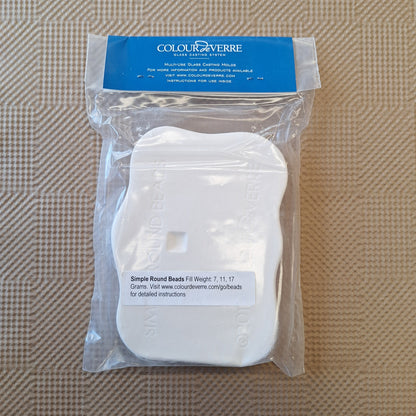 COLOUR DE VERRE
GLASS CASTING SYSTEM
MULTI-USE GLASS CASTING MOLDS
FOR MORE INFORMATION AND PRODUCTS AVAILABLE
VISIT WWW.COLOURDEVERRE.COM
INSTRUCTIONS FOR USE INSIDE
ROUND BEADS
Simple Round Beads Fill Weight: 7, 11, 17
Grams. Visit www.colourdeverre.com/go/beads
for detailed instructions